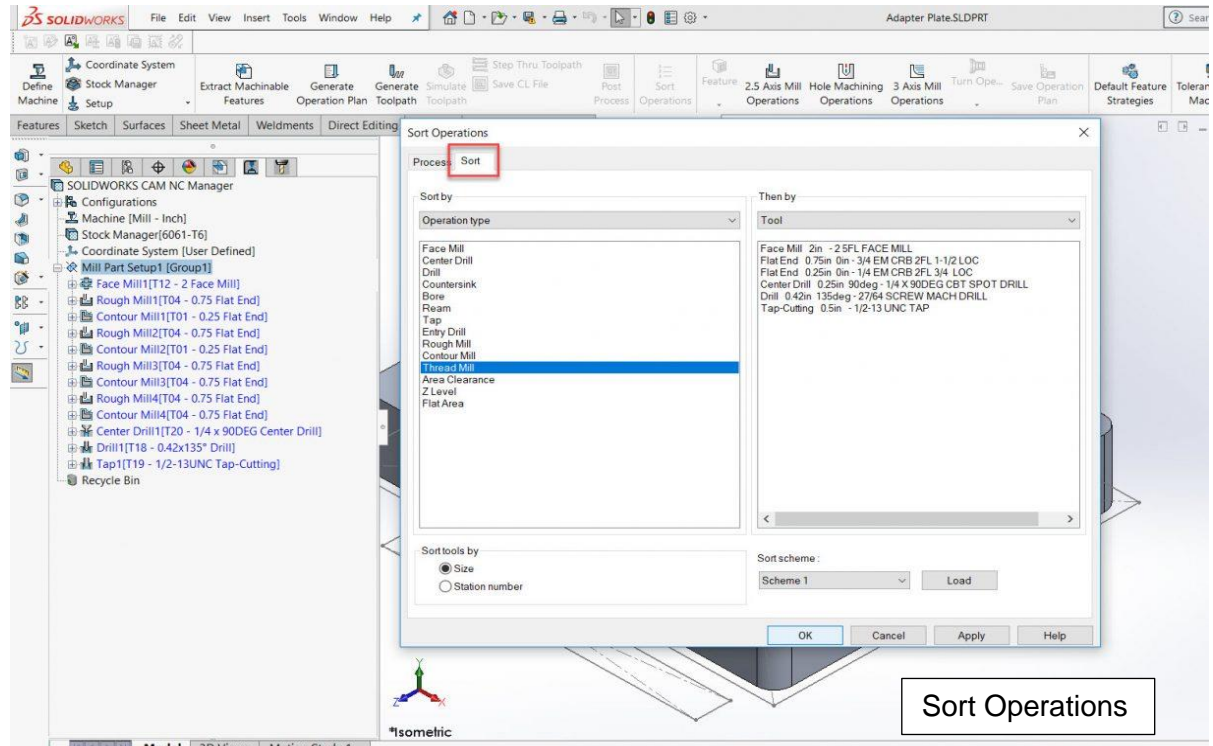 SOLIDWORKS File Edit View Insert Tools Window Help Adapter Plate.SLDPRT Sear
Define Machine
Coordinate System
Stock Manager
Setup
Extract Machinable Features
Generate Operation Plan
Generate Toolpath
Simulate Toolpath
Step Thru Toolpath
Save CL File
Post Process
Sort Operations
Feature
2.5 Axis Mill Operations
Hole Machining Operations
3 Axis Mill Operations
Turn Ope...
Save Operation Plan
Default Feature Strategies
Toleran
Mac
Features Sketch Surfaces Sheet Metal Weldments Direct Editing
SOLIDWORKS CAM NC Manager
Configurations
Machine [Mill - Inch]
Stock Manager[6061-T6]
Coordinate System [User Defined]
Mill Part Setup1 [Group1]
Face Mill1[T12 - 2 Face Mill]
Rough Mill1[T04 - 0.75 Flat End]
Contour Mill1[T01 - 0.25 Flat End]
Rough Mill2[T04 - 0.75 Flat End]
Contour Mill2[T01 - 0.25 Flat End]
Rough Mill3[T04 - 0.75 Flat End]
Contour Mill3[T04 - 0.75 Flat End]
Rough Mill4[T04 - 0.75 Flat End]
Contour Mill4[T04 - 0.75 Flat End]
Center Drill1[T20 - 1/4 x 90DEG Center Drill]
Drill1[T18 - 0.42x135° Drill]
Tap1[T19 - 1/2-13UNC Tap-Cutting]
Recycle Bin
Sort Operations
Process Sort
Sort by
Operation type
Face Mill
Center Drill
Drill
Countersink
Bore
Ream
Tap
Entry Drill
Rough Mill
Contour Mill
Thread Mill
Area Clearance
Z Level
Flat Area
Then by
Tool
Face Mill 2in - 2 5FL FACE MILL
Flat End 0.75in 0in - 3/4 EM CRB 2FL 1-1/2 LOC
Flat End 0.25in 0in - 1/4 EM CRB 2FL 3/4 LOC
Center Drill 0.25in 90deg - 1/4 X 90DEG CBT SPOT DRILL
Drill 0.42in 135deg - 27/64 SCREW MACH DRILL
Tap-Cutting 0.5in - 1/2-13 UNC TAP
Sort tools by
Size
Station number
Sort scheme :
Scheme 1 Load
OK Cancel Apply Help
Y
Z
X
*Isometric
Sort Operations